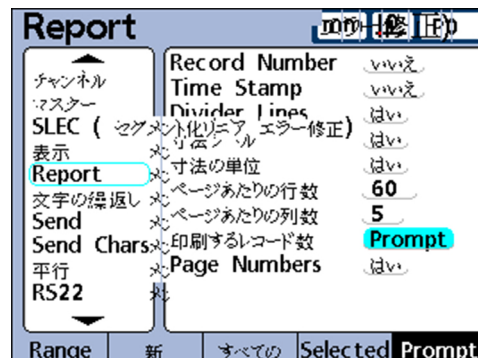 Report
チャンネル
マスター
SLEC ( セグメント化リニア エラー修正)
表示
Report
文字の繰返し
Send
Send Chars
平行
RS22
Record Number いいえ
Time Stamp いいえ
Divider Lines はい
はい
寸法の単位 はい
ページあたりの行数 60
ページあたりの列数 5
印刷するレコード数 Prompt
Page Numbers はい
Range 新 すべての Selected Prompt